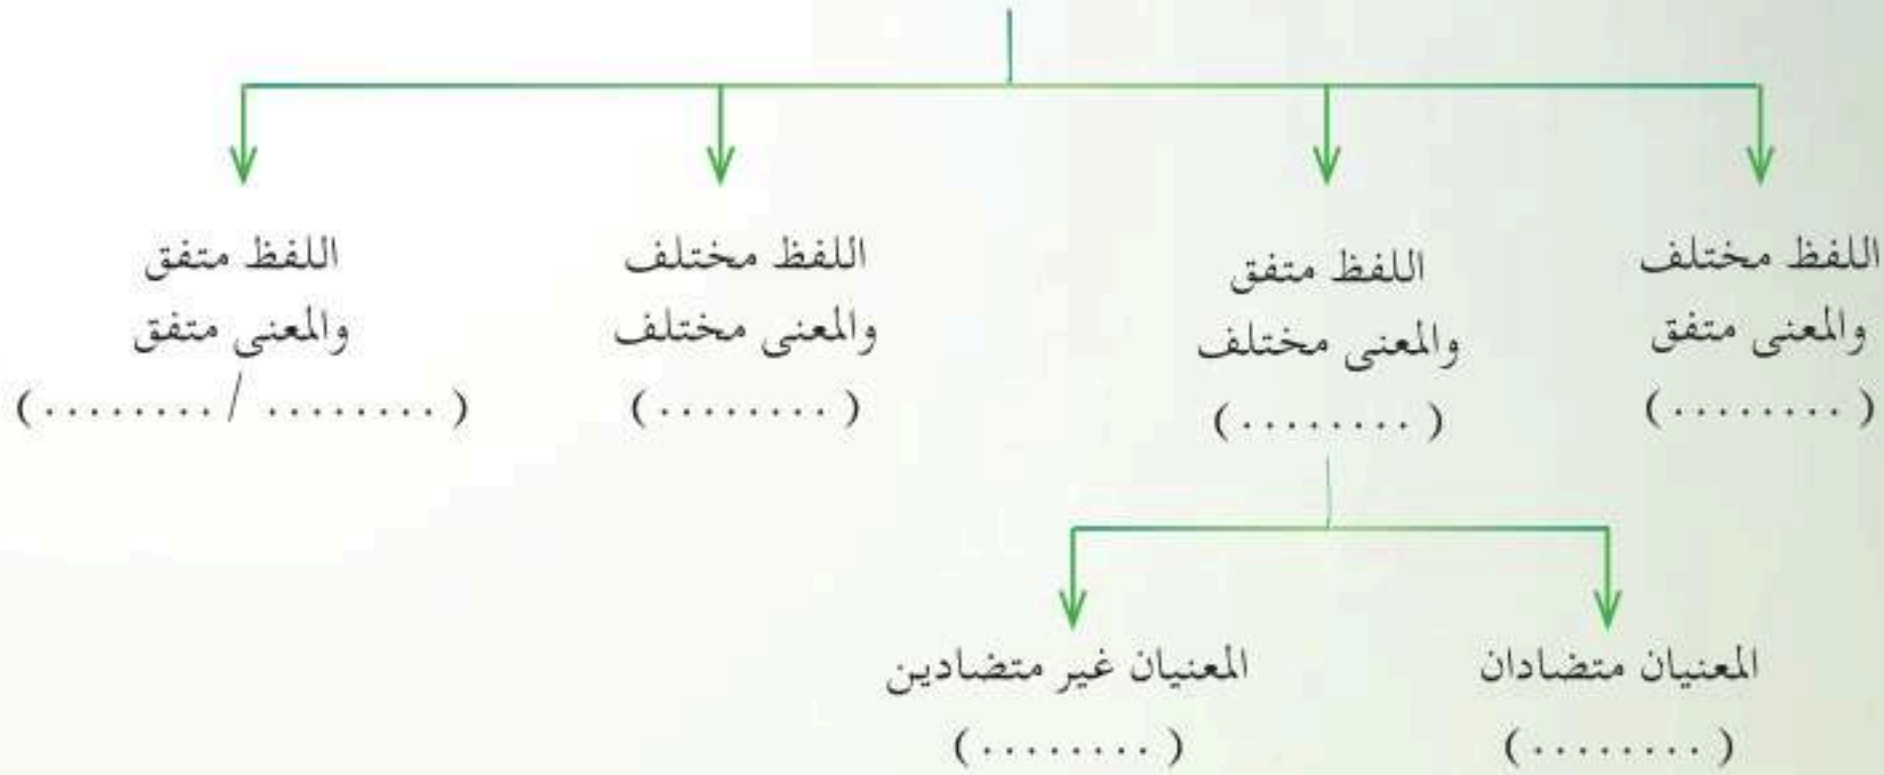 اللفظ مختلف
والمعنى متفق
( ........ )
اللفظ متفق
والمعنى مختلف
( ........ )
اللفظ مختلف
والمعنى مختلف
( ........ )
اللفظ متفق
والمعنى متفق
( ........ / ........ )
المعنيان متضادان
( ........ )
المعنيان غير متضادين
( ........ )